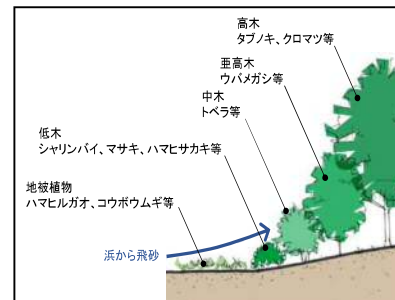 高木
タブノキ、クロマツ等
亜高木
ウバメガシ等
中木
トベラ等
低木
シャリンバイ、マサキ、ハマヒサカキ等
地被植物
ハマヒルガオ、コウボウムギ等
浜から飛砂